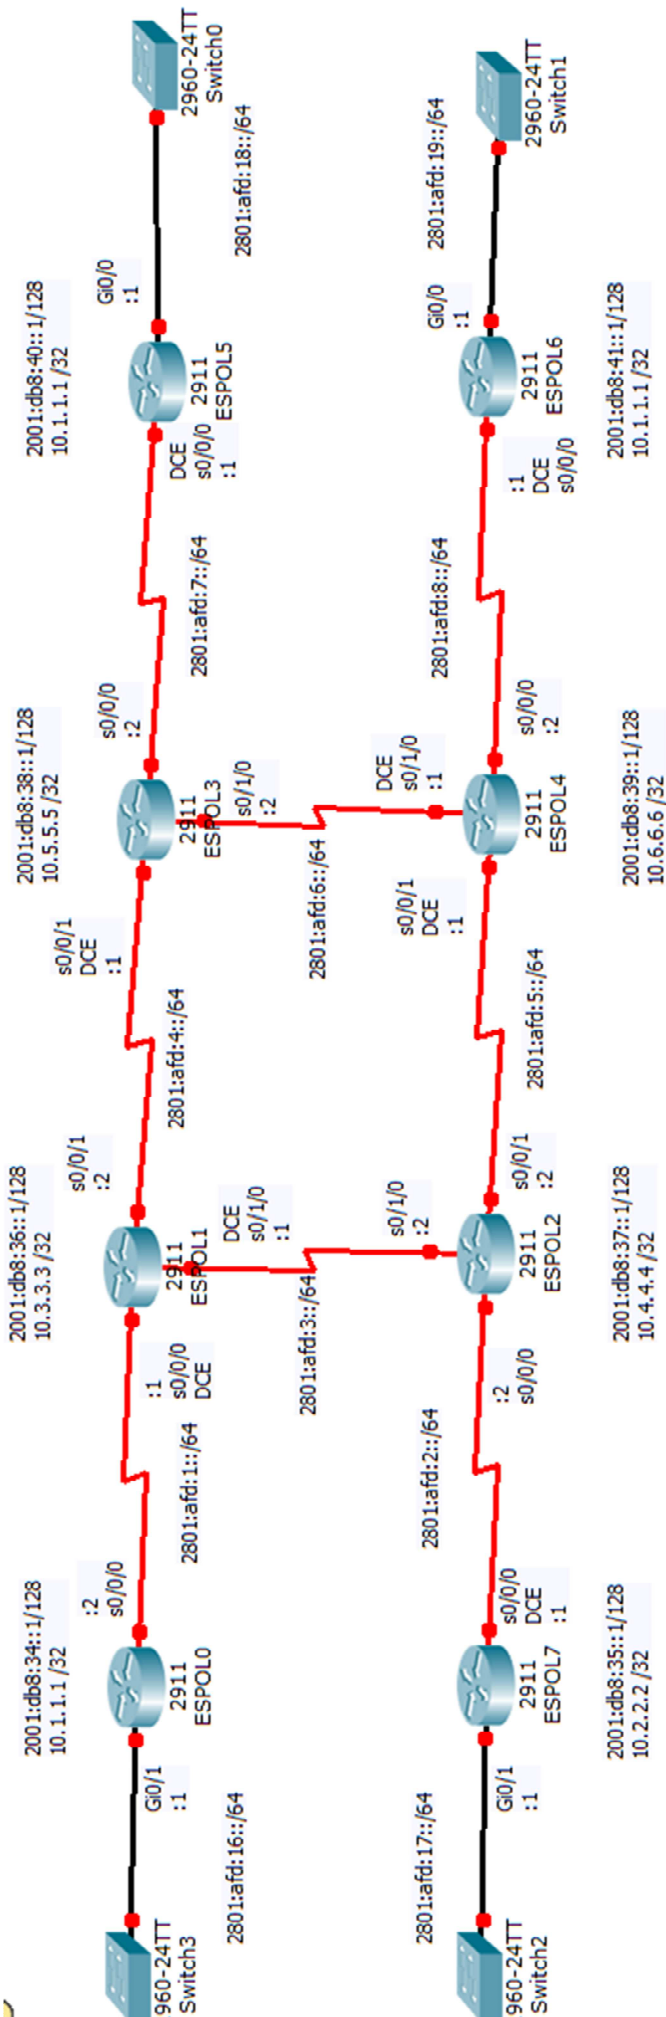 2001:db8:34::1/128
10.1.1.1 /32
2001:db8:36::1/128
10.3.3.3 /32
2001:db8:38::1/128
10.5.5.5 /32
2001:db8:40::1/128
10.1.1.1 /32
960-24TT
Switch3
Gi0/1
:1
2801:afd:16::/64
2911
ESPOL0
:2
s0/0/0
2801:afd:1::/64
:1
s0/0/0
DCE
2911
ESPOL1
s0/0/1
:2
2801:afd:4::/64
s0/0/1
DCE
:1
2911
ESPOL3
s0/0/0
:2
2801:afd:7::/64
DCE
s0/0/0
:1
2911
ESPOL5
Gi0/0
:1
2801:afd:18::/64
2960-24TT
Switch0
DCE
s0/1/0
:1
2801:afd:3::/64
s0/1/0
:2
s0/1/0
:2
2801:afd:6::/64
DCE
s0/1/0
:1
960-24TT
Switch2
2801:afd:17::/64
Gi0/1
:1
2911
ESPOL7
s0/0/0
DCE
:1
2801:afd:2::/64
:2
s0/0/0
2911
ESPOL2
s0/0/1
:2
2801:afd:5::/64
s0/0/1
DCE
:1
2911
ESPOL4
s0/0/0
:2
2801:afd:8::/64
:1
DCE
s0/0/0
2911
ESPOL6
Gi0/0
:1
2801:afd:19::/64
2960-24TT
Switch1
2001:db8:35::1/128
10.2.2.2 /32
2001:db8:37::1/128
10.4.4.4 /32
2001:db8:39::1/128
10.6.6.6 /32
2001:db8:41::1/128
10.1.1.1 /32